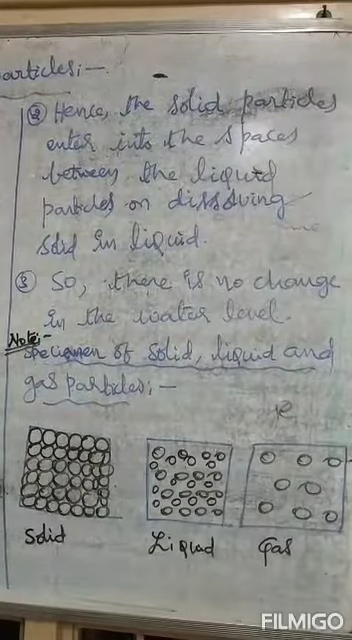 articles;—
② Hence, the solid particles
enter into the spaces
between the liquid
particles on dissolving
solid in liquid.
③ So, there is no change
in the water level.
Note:-
specimen of solid, liquid and
gas particles;—
Solid Liquid Gas
FILMIGO